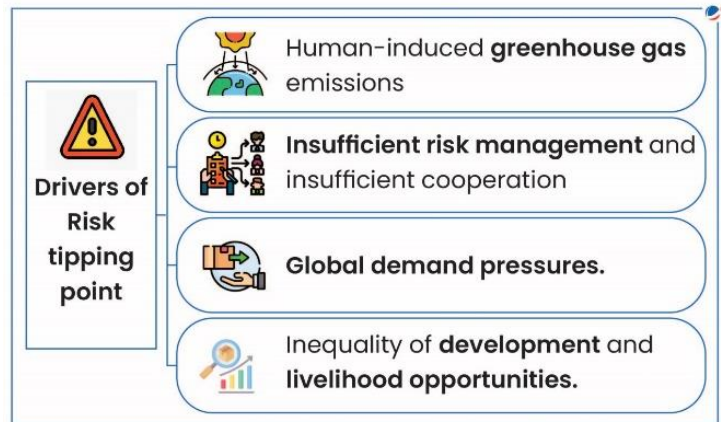 Drivers of
Risk
tipping
point
Human-induced greenhouse gas
emissions
Insufficient risk management and
insufficient cooperation
Global demand pressures.
Inequality of development and
livelihood opportunities.